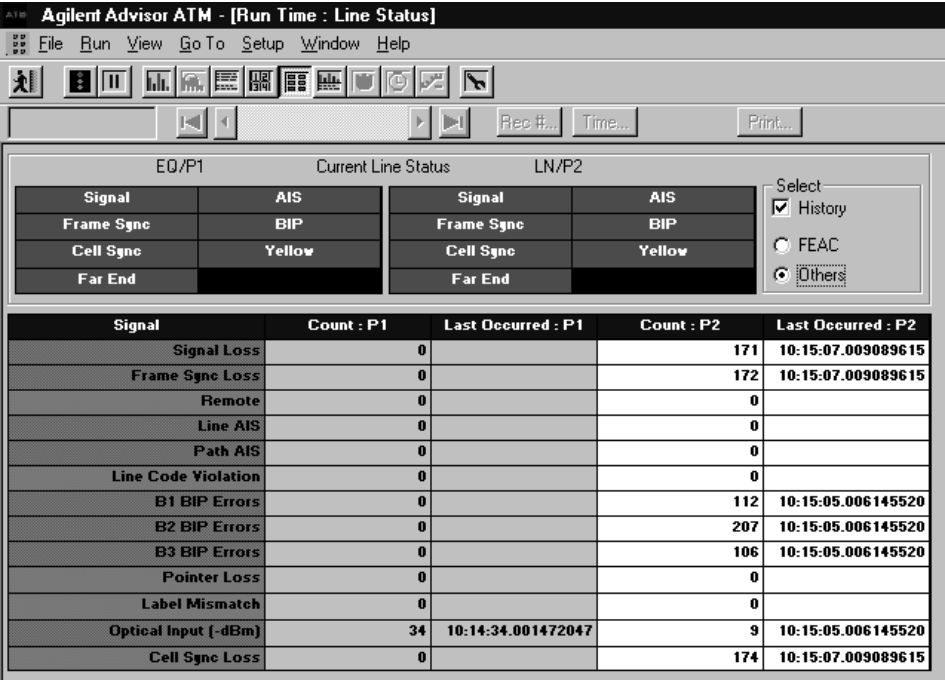 ATM Agilent Advisor ATM - [Run Time : Line Status]
File Run View Go To Setup Window Help
Rec #... Time... Print...
EQ/P1 Current Line Status LN/P2
Signal AIS Signal AIS
Frame Sync BIP Frame Sync BIP
Cell Sync Yellow Cell Sync Yellow
Far End Far End
Select
History
FEAC
Others
Signal Count : P1 Last Occurred : P1 Count : P2 Last Occurred : P2
Signal Loss 0 171 10:15:07.009089615
Frame Sync Loss 0 172 10:15:07.009089615
Remote 0 0
Line AIS 0 0
Path AIS 0 0
Line Code Violation 0 0
B1 BIP Errors 0 112 10:15:05.006145520
B2 BIP Errors 0 207 10:15:05.006145520
B3 BIP Errors 0 106 10:15:05.006145520
Pointer Loss 0 0
Label Mismatch 0 0
Optical Input (-dBm) 34 10:14:34.001472047 9 10:15:05.006145520
Cell Sync Loss 0 174 10:15:07.009089615